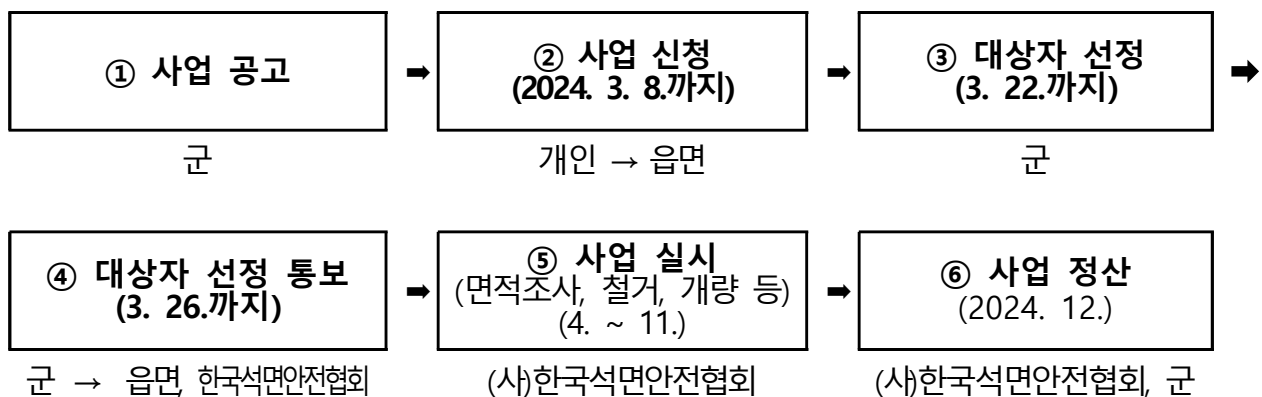 ① 사업 공고
➡
② 사업 신청
(2024. 3. 8.까지)
➡
③ 대상자 선정
(3. 22.까지)
➡
군
개인 → 읍면
군
④ 대상자 선정 통보
(3. 26.까지)
➡
⑤ 사업 실시
(면적조사, 철거, 개량 등)
(4. ~ 11.)
➡
⑥ 사업 정산
(2024. 12.)
군 → 읍면, 한국석면안전협회
(사)한국석면안전협회
(사)한국석면안전협회, 군